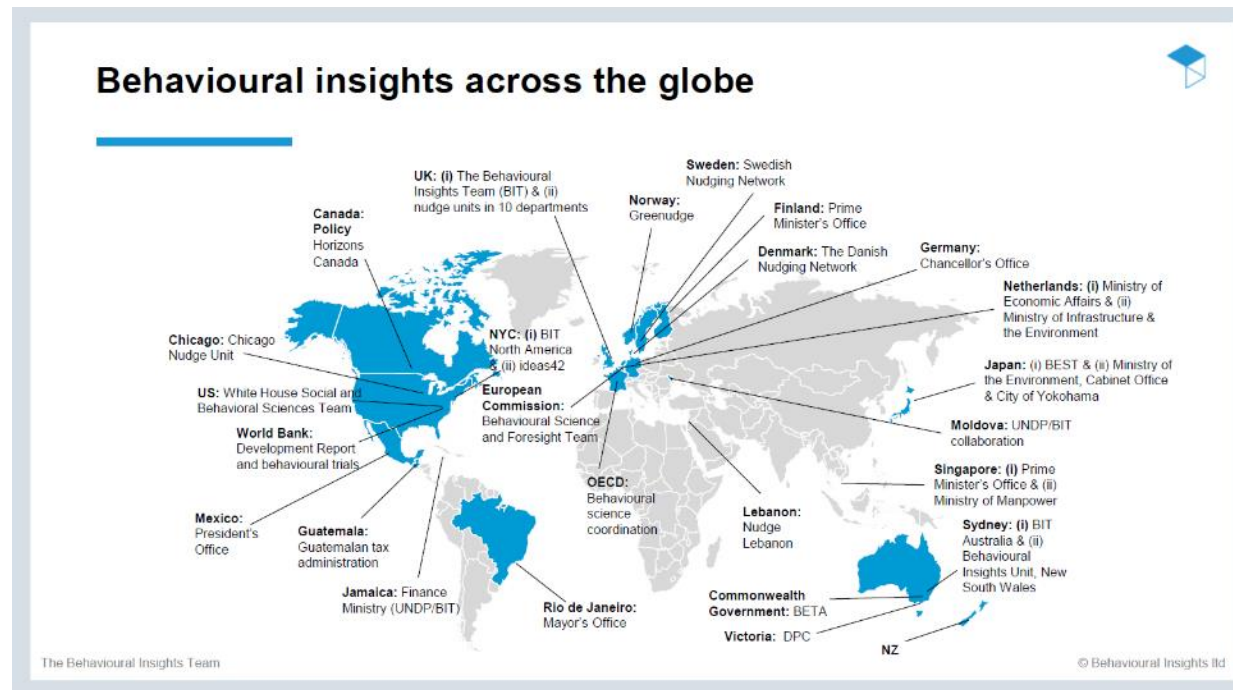 Behavioural insights across the globe
UK: (i) The Behavioural
Insights Team (BIT) & (ii)
nudge units in 10 departments
Sweden: Swedish
Nudging Network
Norway:
Greenudge
Finland: Prime
Minister's Office
Canada:
Policy
Horizons
Canada
Denmark: The Danish
Nudging Network
Germany:
Chancellor's Office
Netherlands: (i) Ministry of
Economic Affairs & (ii)
Ministry of Infrastructure &
the Environment
Chicago: Chicago
Nudge Unit
NYC: (i) BIT
North America
& (ii) ideas42
US: White House Social and
Behavioral Sciences Team
European
Commission:
Behavioural Science
and Foresight Team
Japan: (i) BEST & (ii) Ministry of
the Environment, Cabinet Office
& City of Yokohama
World Bank:
Development Report
and behavioural trials
Moldova: UNDP/BIT
collaboration
OECD:
Behavioural
science
coordination
Singapore: (i) Prime
Minister's Office & (ii)
Ministry of Manpower
Mexico:
President's
Office
Guatemala:
Guatemalan tax
administration
Lebanon:
Nudge
Lebanon
Sydney: (i) BIT
Australia & (ii)
Behavioural
Insights Unit, New
South Wales
Jamaica: Finance
Ministry (UNDP/BIT)
Rio de Janeiro:
Mayor's Office
Commonwealth
Government: BETA
Victoria: DPC
NZ
The Behavioural Insights Team
© Behavioural Insights ltd